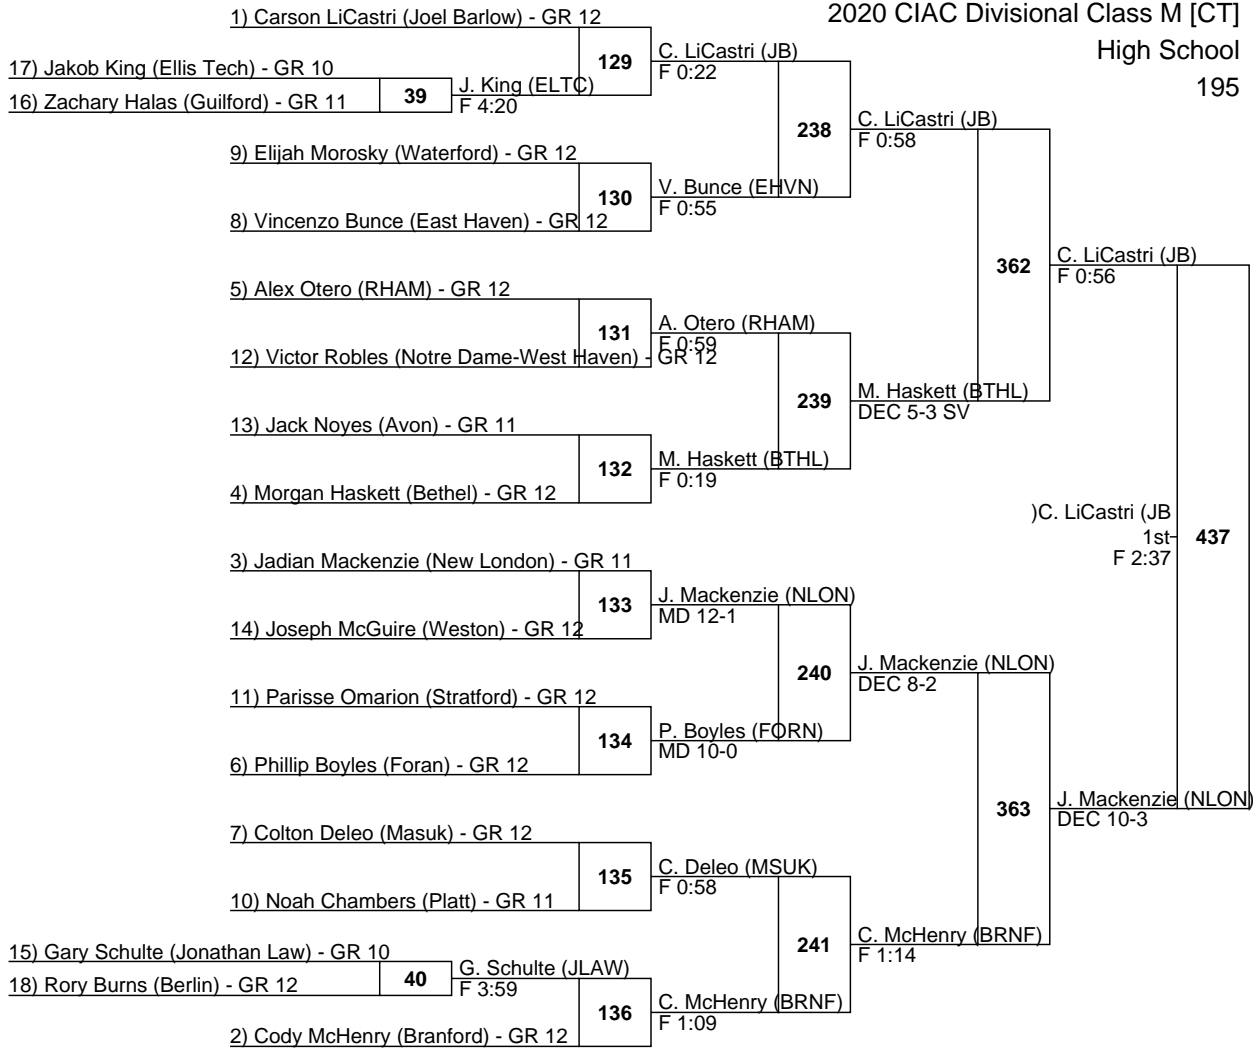 2020 CIAC Divisional Class M [CT]
High School
195
1) Carson LiCastri (Joel Barlow) - GR 12
129
C. LiCastri (JB)
F 0:22
17) Jakob King (Ellis Tech) - GR 10
39
J. King (ELTC)
F 4:20
16) Zachary Halas (Guilford) - GR 11
238
C. LiCastri (JB)
F 0:58
9) Elijah Morosky (Waterford) - GR 12
130
V. Bunce (EHVN)
F 0:55
8) Vincenzo Bunce (East Haven) - GR 12
362
C. LiCastri (JB)
F 0:56
5) Alex Otero (RHAM) - GR 12
131
A. Otero (RHAM)
F 0:59
12) Victor Robles (Notre Dame-West Haven) - GR 12
239
M. Haskett (BTHL)
DEC 5-3 SV
13) Jack Noyes (Avon) - GR 11
132
M. Haskett (BTHL)
F 0:19
4) Morgan Haskett (Bethel) - GR 12
)C. LiCastri (JB
1st
F 2:37
437
3) Jadian Mackenzie (New London) - GR 11
133
J. Mackenzie (NLON)
MD 12-1
14) Joseph McGuire (Weston) - GR 12
240
J. Mackenzie (NLON)
DEC 8-2
11) Parisse Omarion (Stratford) - GR 12
134
P. Boyles (FORN)
MD 10-0
6) Phillip Boyles (Foran) - GR 12
363
J. Mackenzie (NLON)
DEC 10-3
7) Colton Deleo (Masuk) - GR 12
135
C. Deleo (MSUK)
F 0:58
10) Noah Chambers (Platt) - GR 11
241
C. McHenry (BRNF)
F 1:14
15) Gary Schulte (Jonathan Law) - GR 10
40
G. Schulte (JLAW)
F 3:59
18) Rory Burns (Berlin) - GR 12
136
C. McHenry (BRNF)
F 1:09
2) Cody McHenry (Branford) - GR 12